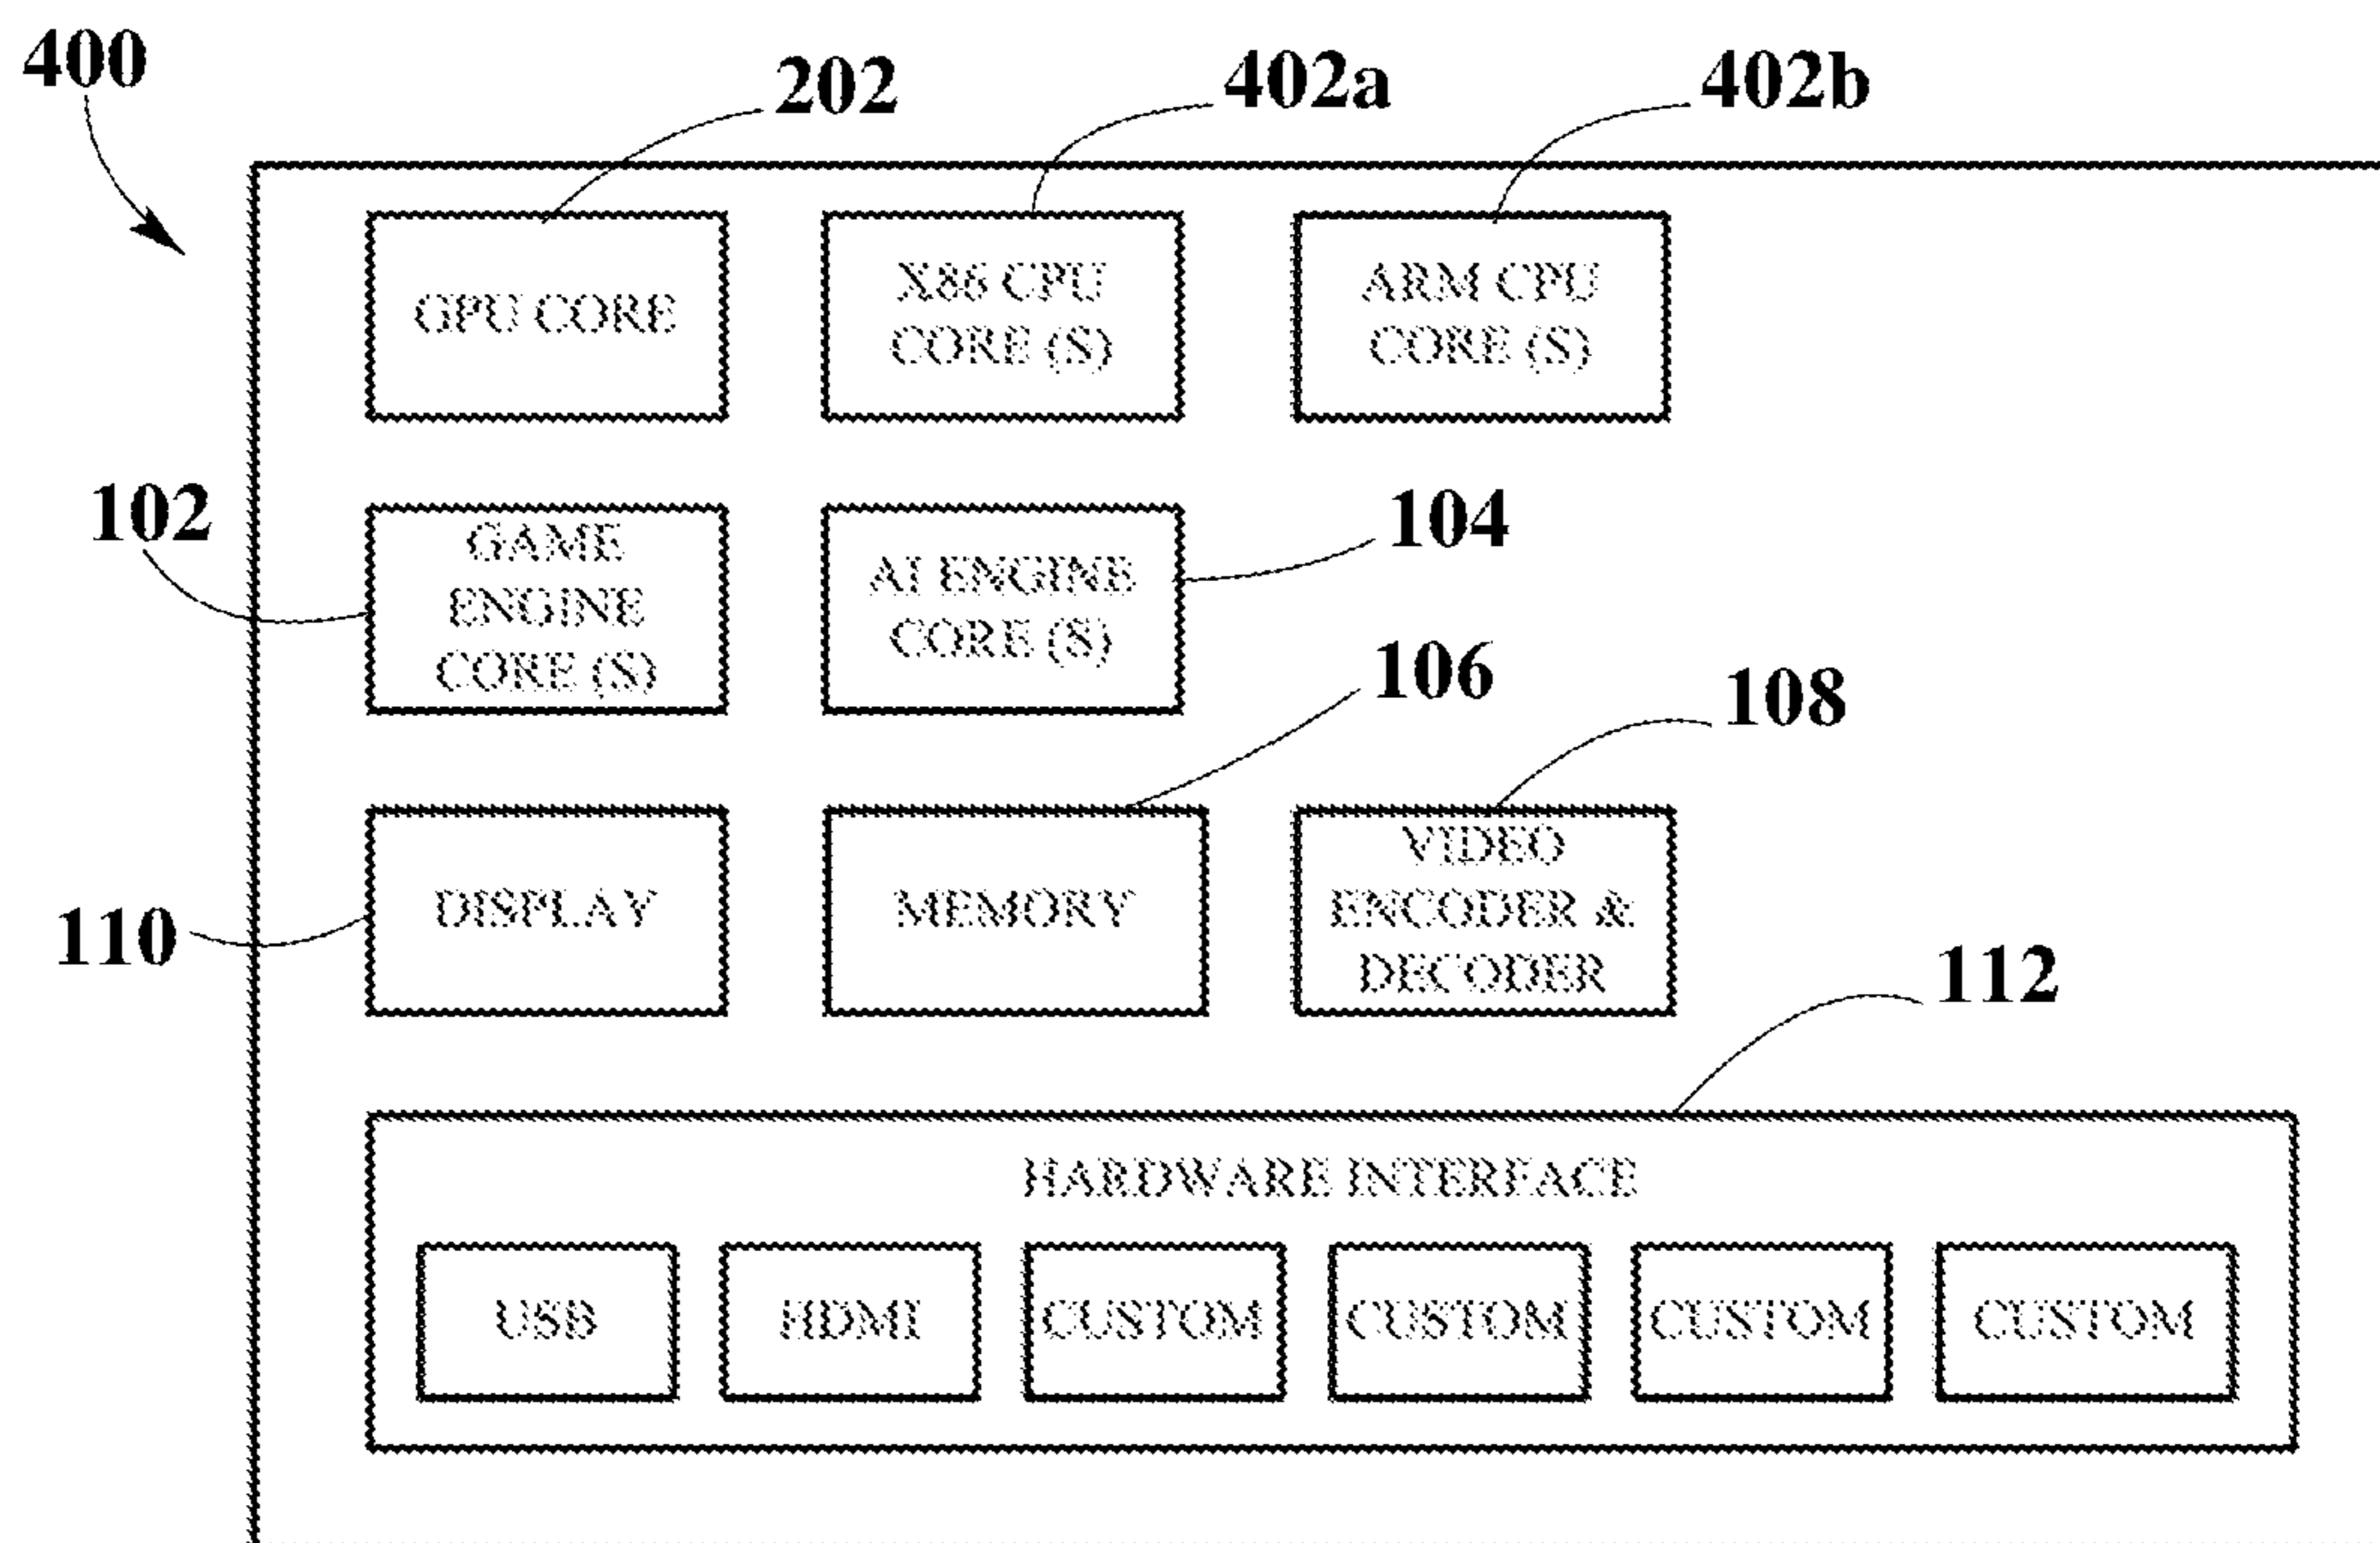 400
202
402a
402b
GPU CORE
X86 CPU
CORE (S)
ARM CPU
CORE (S)
102
GAME
ENGINE
CORE (S)
AI ENGINE
CORE (S)
104
106
108
110
DISPLAY
MEMORY
VIDEO
ENCODER &
DECODER
112
HARDWARE INTERFACE
USB
HDMI
CUSTOM
CUSTOM
CUSTOM
CUSTOM